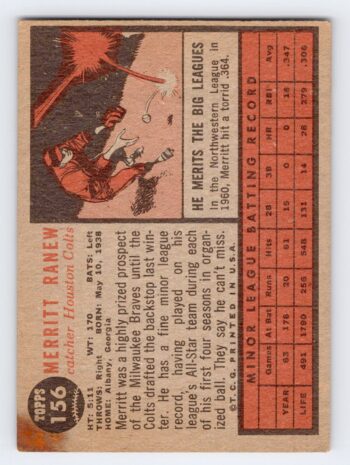 TOPPS
156
MERRITT RANEW
catcher Houston Colts
HT: 5:11 WT: 170 BATS: Left
THROWS: Right BORN: May 10, 1938
HOME: Albany, Georgia
Merritt was a highly prized prospect
of the Milwaukee Braves until the
Colts drafted the backstop last win-
ter. He has a fine minor league
record, having played on his
league's All-Star team during each
of his first four seasons in organ-
ized ball. They say he can't miss.
© T.C.G. PRINTED IN U.S.A.
HE MERITS THE BIG LEAGUES
in the Northwestern League in
1960, Merritt hit a torrid .364.
MINOR LEAGUE BATTING RECORD
Games At Bat Runs Hits 2B 3B HR RBI Avg
YEAR 63 176 20 61 15 0 0 18 .347
LIFE 491 1790 256 548 131 14 31 279 .306